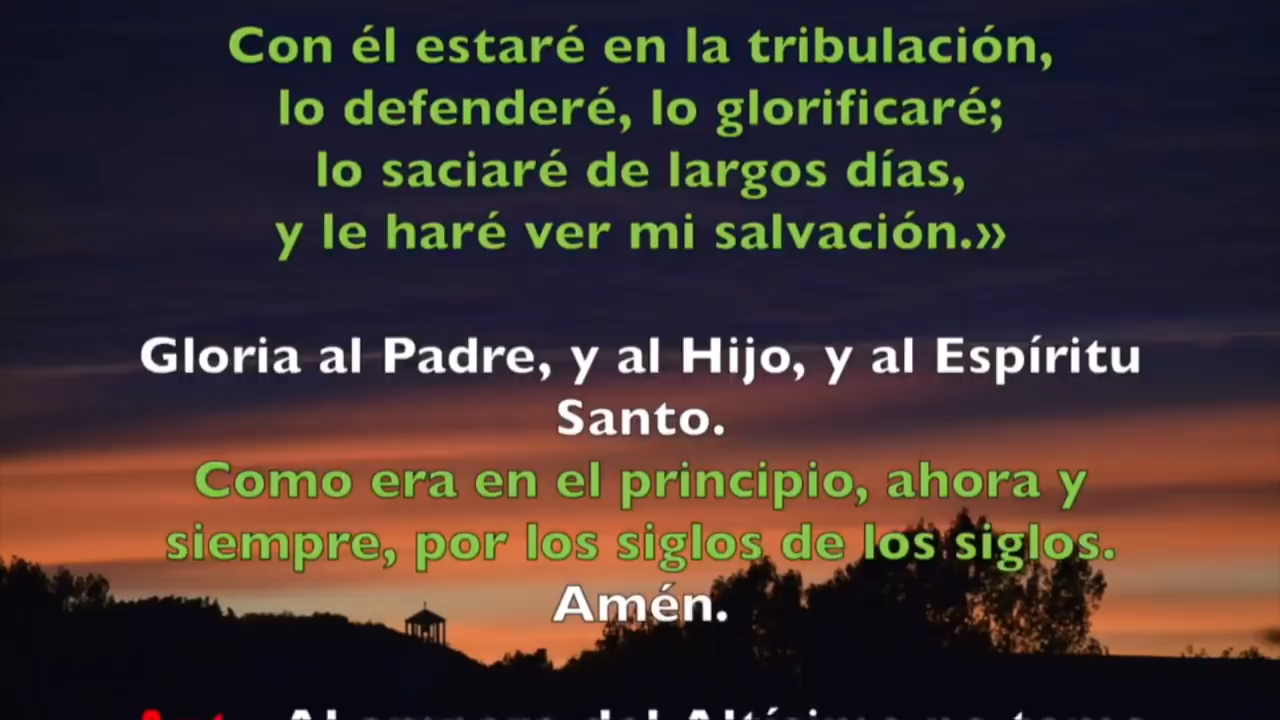 Con él estaré en la tribulación,
lo defenderé, lo glorificaré;
lo saciaré de largos días,
y le haré ver mi salvación.»
Gloria al Padre, y al Hijo, y al Espíritu
Santo.
Como era en el principio, ahora y
siempre, por los siglos de los siglos.
Amén.